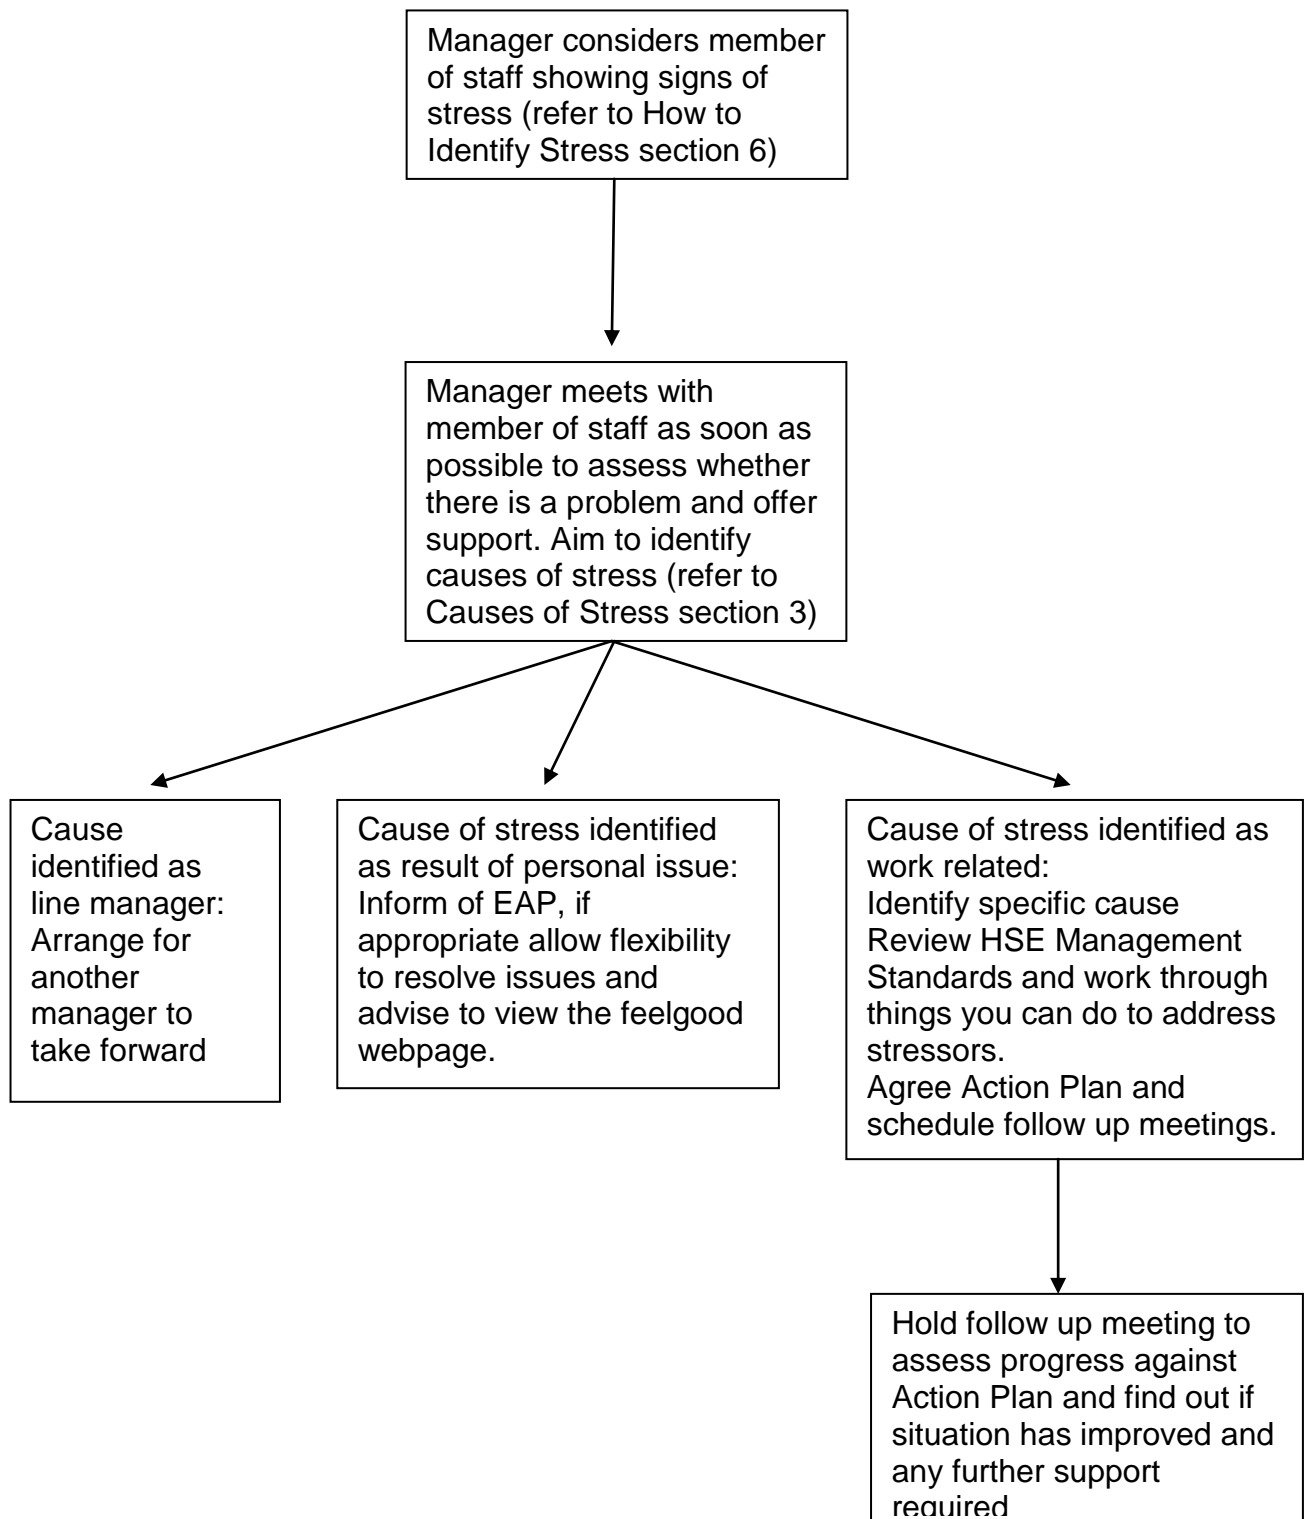 Manager considers member
of staff showing signs of
stress (refer to How to
Identify Stress section 6)
Manager meets with
member of staff as soon as
possible to assess whether
there is a problem and offer
support. Aim to identify
causes of stress (refer to
Causes of Stress section 3)
Cause
identified as
line manager:
Arrange for
another
manager to
take forward
Cause of stress identified
as result of personal issue:
Inform of EAP, if
appropriate allow flexibility
to resolve issues and
advise to view the feelgood
webpage.
Cause of stress identified as
work related:
Identify specific cause
Review HSE Management
Standards and work through
things you can do to address
stressors.
Agree Action Plan and
schedule follow up meetings.
Hold follow up meeting to
assess progress against
Action Plan and find out if
situation has improved and
any further support
required